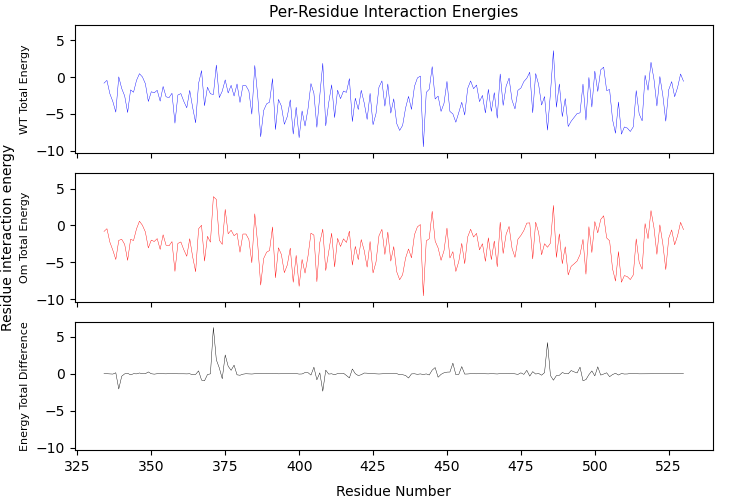 Per-Residue Interaction Energies
Residue interaction energy
WT Total Energy
5
0
−5
−10
Om Total Energy
5
0
−5
−10
Energy Total Difference
5
0
−5
−10
325 350 375 400 425 450 475 500 525
Residue Number